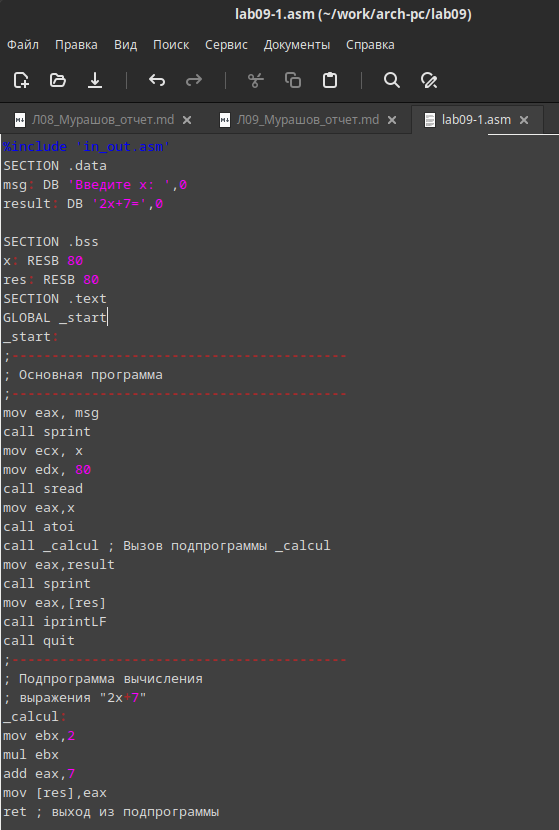 lab09-1.asm (~/work/arch-pc/lab09)
Файл Правка Вид Поиск Сервис Документы Справка
Л08_Мурашов_отчет.md Л09_Мурашов_отчет.md lab09-1.asm
%include 'in_out.asm'
SECTION .data
msg: DB 'Введите x: ',0
result: DB '2x+7=',0
SECTION .bss
x: RESB 80
res: RESB 80
SECTION .text
GLOBAL _start
_start:
;------------------------------------------
; Основная программа
;------------------------------------------
mov eax, msg
call sprint
mov ecx, x
mov edx, 80
call sread
mov eax,x
call atoi
call _calcul ; Вызов подпрограммы _calcul
mov eax,result
call sprint
mov eax,[res]
call iprintLF
call quit
;------------------------------------------
; Подпрограмма вычисления
; выражения "2x+7"
_calcul:
mov ebx,2
mul ebx
add eax,7
mov [res],eax
ret ; выход из подпрограммы